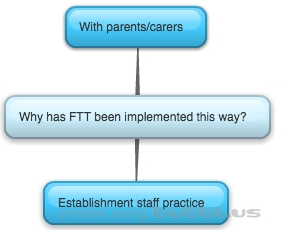 With parents/carers
Why has FTT been implemented this way?
Establishment staff practice